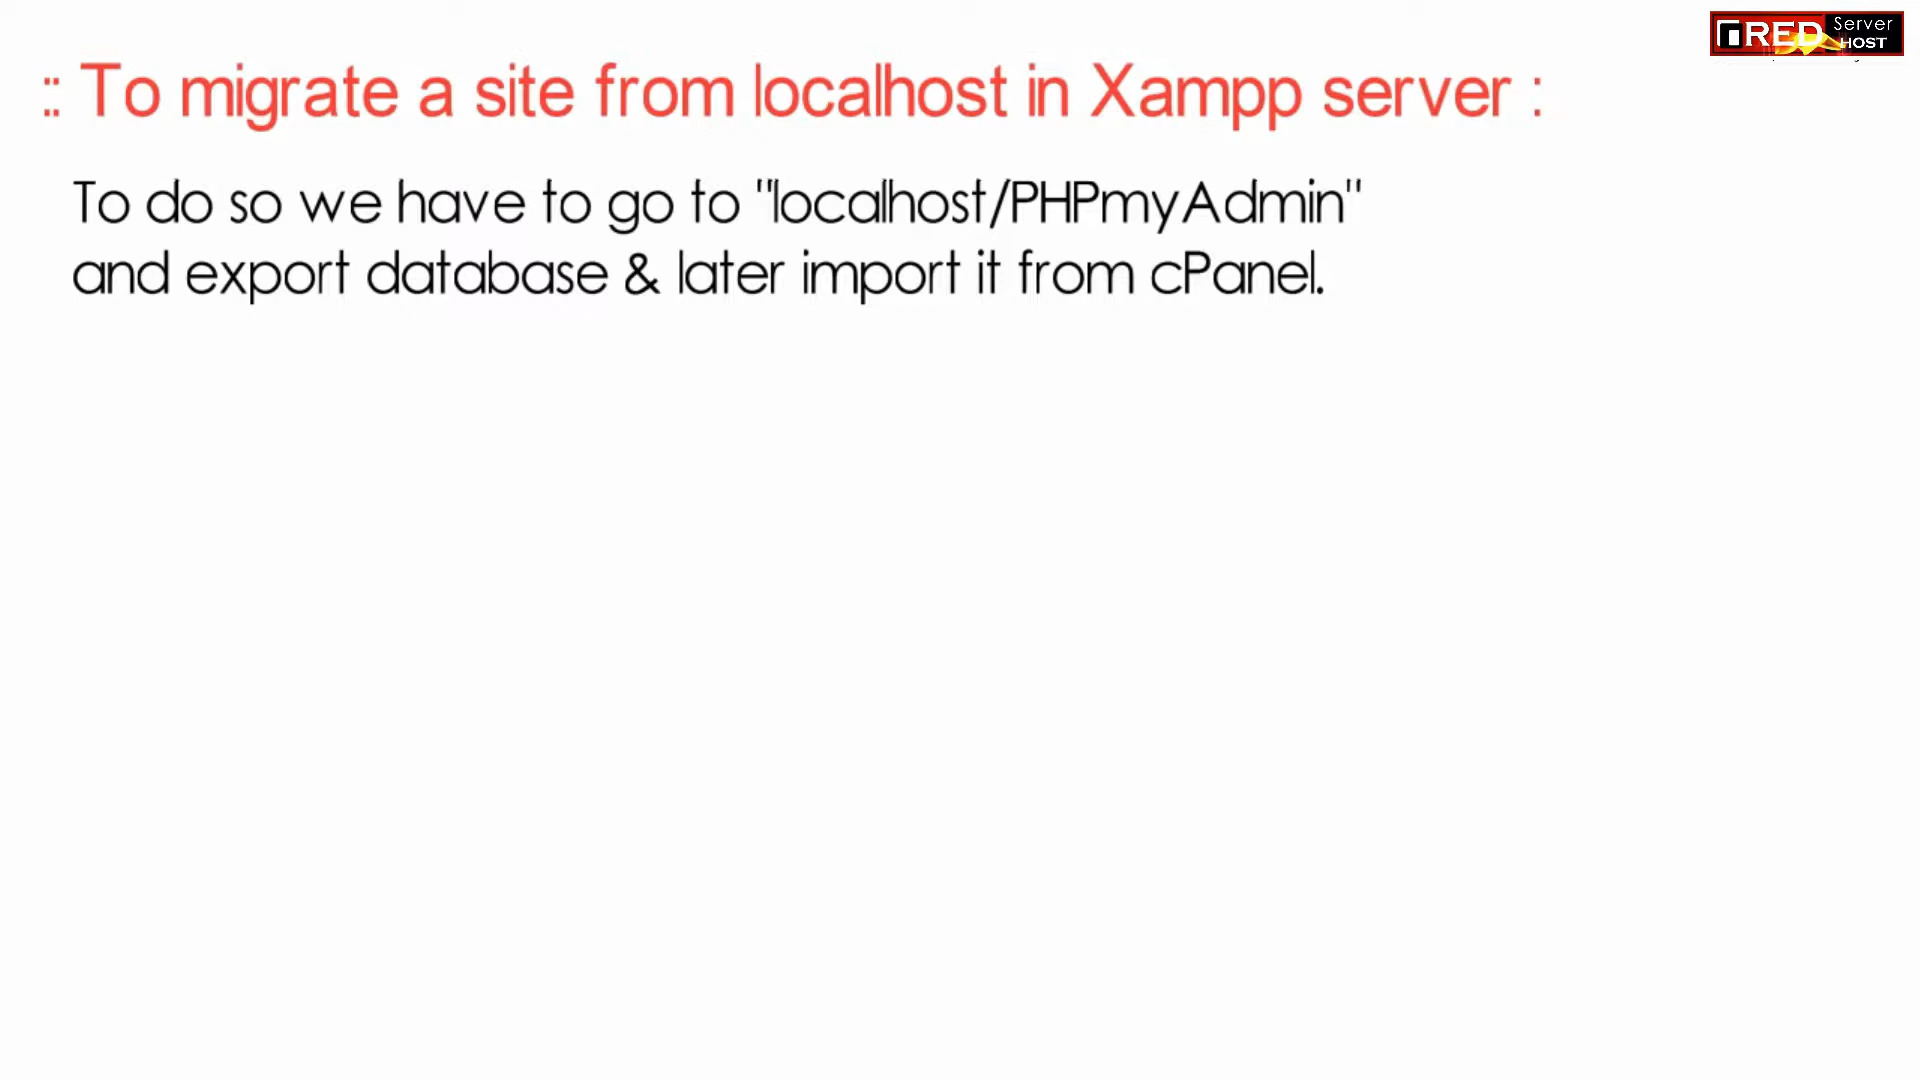 RED Server
HOST
:: To migrate a site from localhost in Xampp server :
To do so we have to go to "localhost/PHPmyAdmin"
and export database & later import it from cPanel.